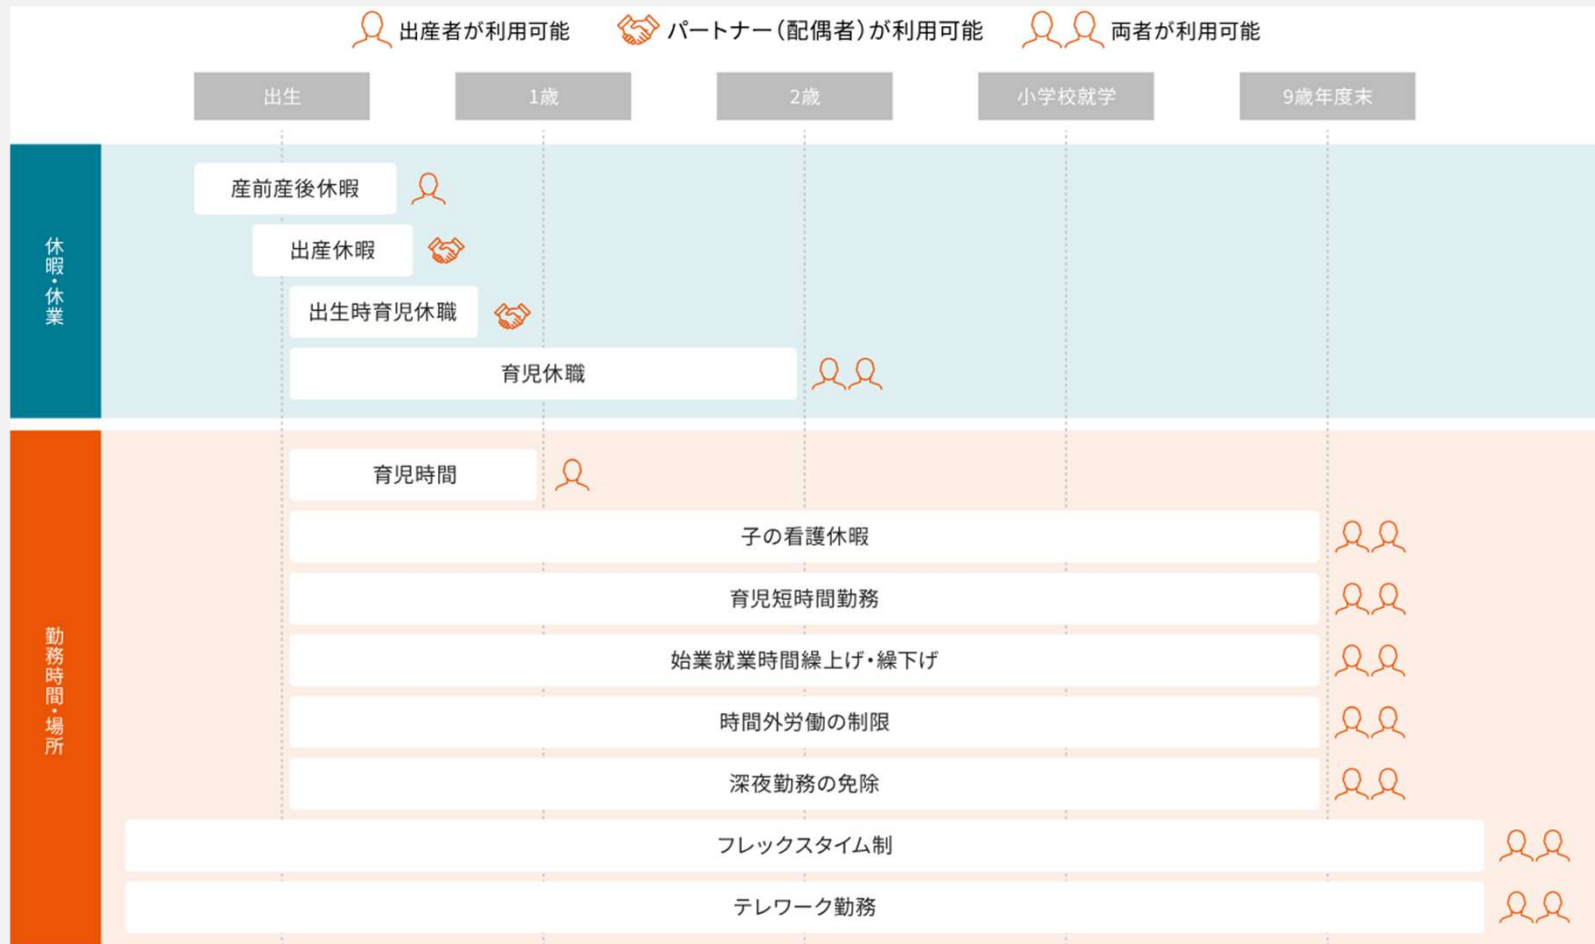 出産者が利用可能
パートナー(配偶者)が利用可能
両者が利用可能
出生
1歳
2歳
小学校就学
9歳年度末
休暇・休業
産前産後休暇
出産休暇
出生時育児休職
育児休職
勤務時間・場所
育児時間
子の看護休暇
育児短時間勤務
始業就業時間繰上げ・繰下げ
時間外労働の制限
深夜勤務の免除
フレックスタイム制
テレワーク勤務